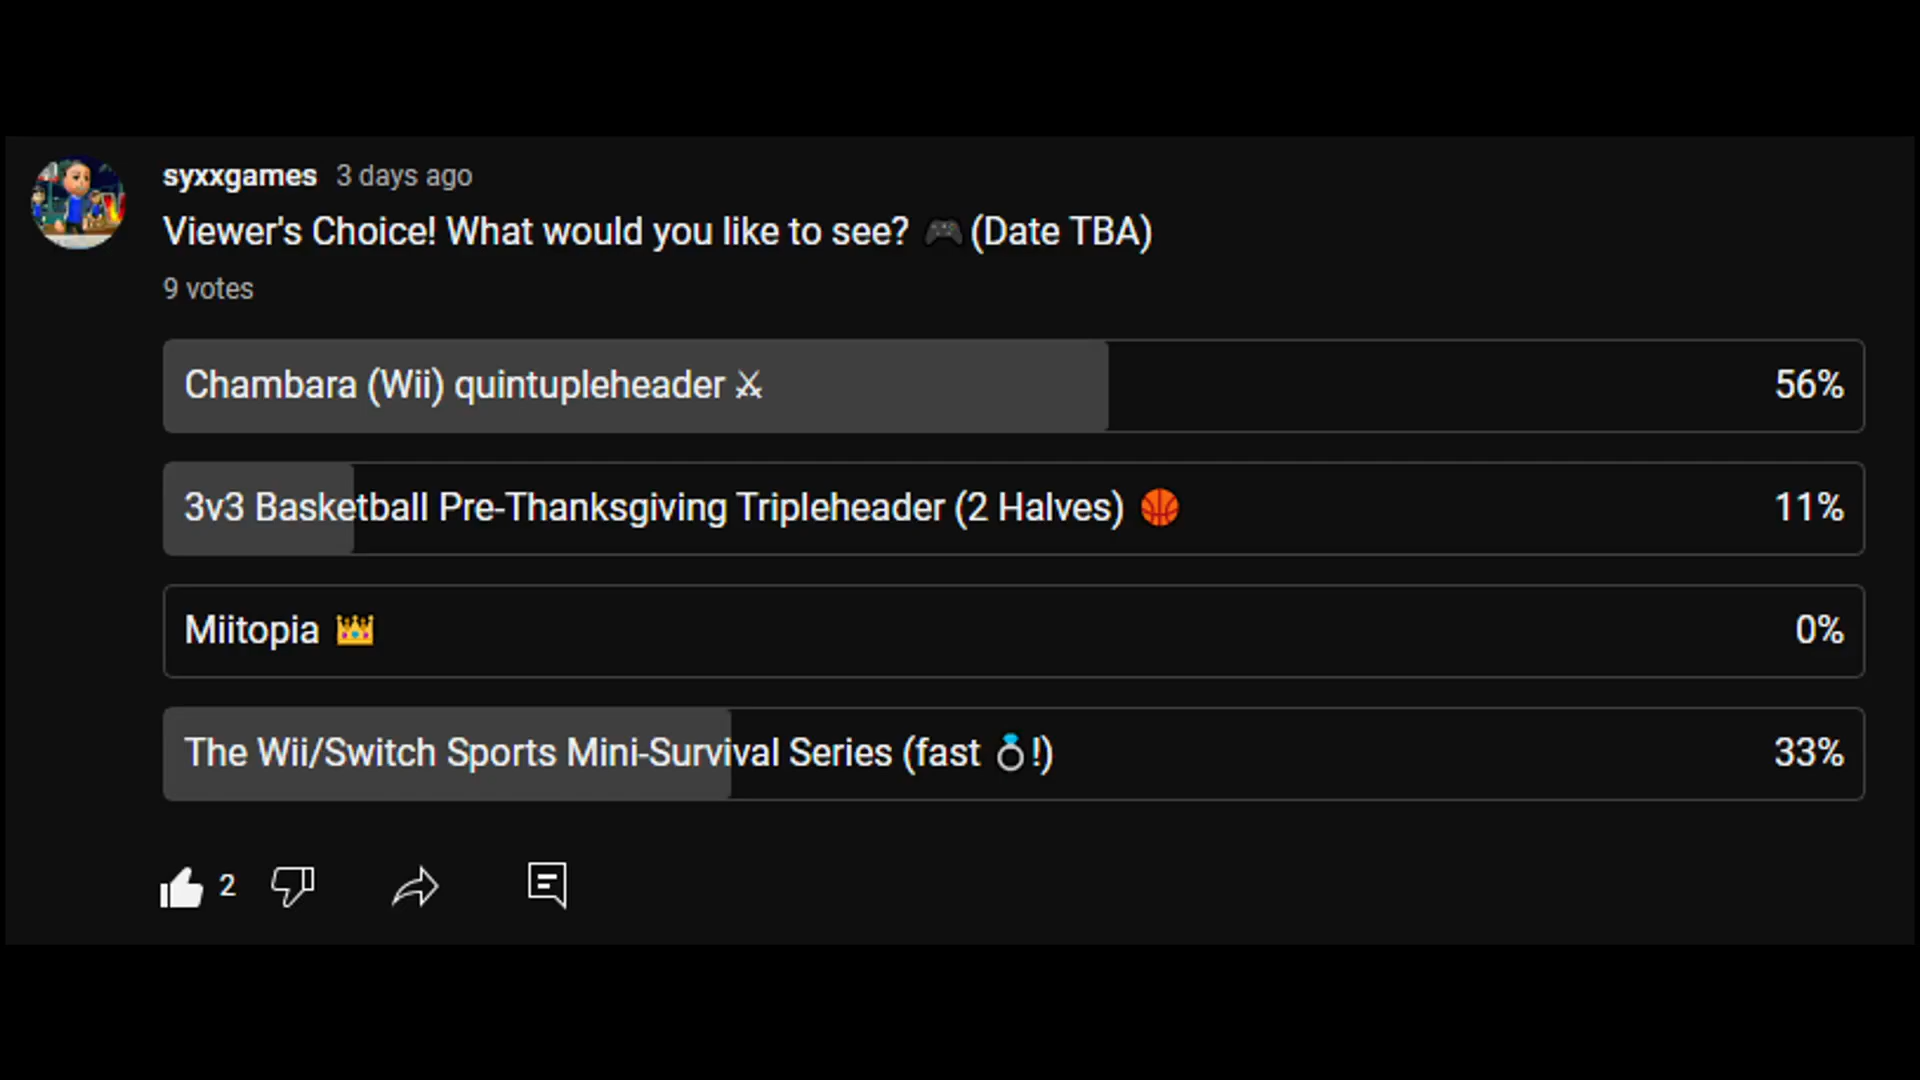 syxxgames 3 days ago
Viewer's Choice! What would you like to see? 🎮 (Date TBA)
9 votes
Chambara (Wii) quintupleheader ⚔ 56%
3v3 Basketball Pre-Thanksgiving Tripleheader (2 Halves) 🏀 11%
Miitopia 👑 0%
The Wii/Switch Sports Mini-Survival Series (fast 💍!) 33%
2